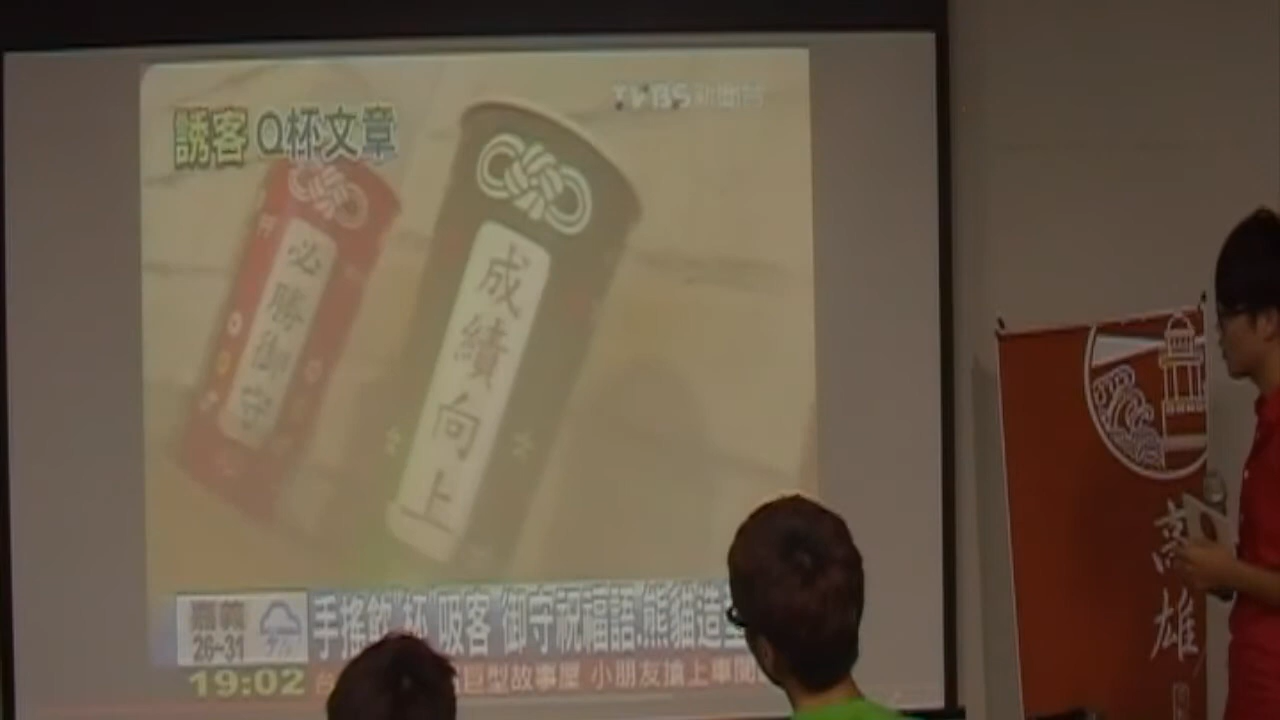 TVBS新聞台
誘客 Q杯文章
必勝御守
成績向上
嘉義
26~31
手搖飲"杯"吸客 御守祝福語.熊貓造型
19:02
巨型故事屋 小朋友搶上車聞
高雄